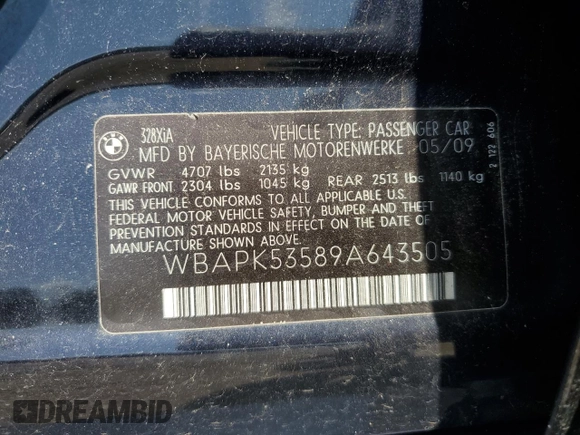 BMW
328XiA
VEHICLE TYPE: PASSENGER CAR
MFD BY BAYERISCHE MOTORENWERKE 05/09
GVWR 4707 lbs 2135 kg
GAWR FRONT 2304 lbs 1045 kg REAR 2513 lbs 1140 kg
THIS VEHICLE CONFORMS TO ALL APPLICABLE U.S.
FEDERAL MOTOR VEHICLE SAFETY, BUMPER AND THEFT
PREVENTION STANDARDS IN EFFECT ON THE DATE OF
MANUFACTURE SHOWN ABOVE.
WBAPK53589A643505
2 122 606
DREAMBID